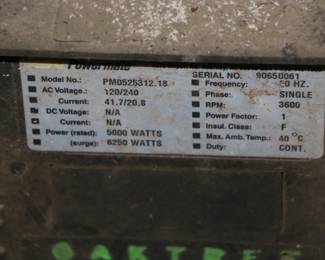 Powermate
Model No.: PM0525312.18 SERIAL NO. 90650061
AC Voltage.: 120/240 Frequency: 60 HZ.
Current: 41.7/20.8 Phase: SINGLE
DC Voltage: N/A RPM: 3600
Current: N/A Power Factor: 1
Power (rated): 5000 WATTS Insul. Class: F
(surge): 6250 WATTS Max. Amb. Temp.: 40 °C
Duty: CONT.
OAKTREE